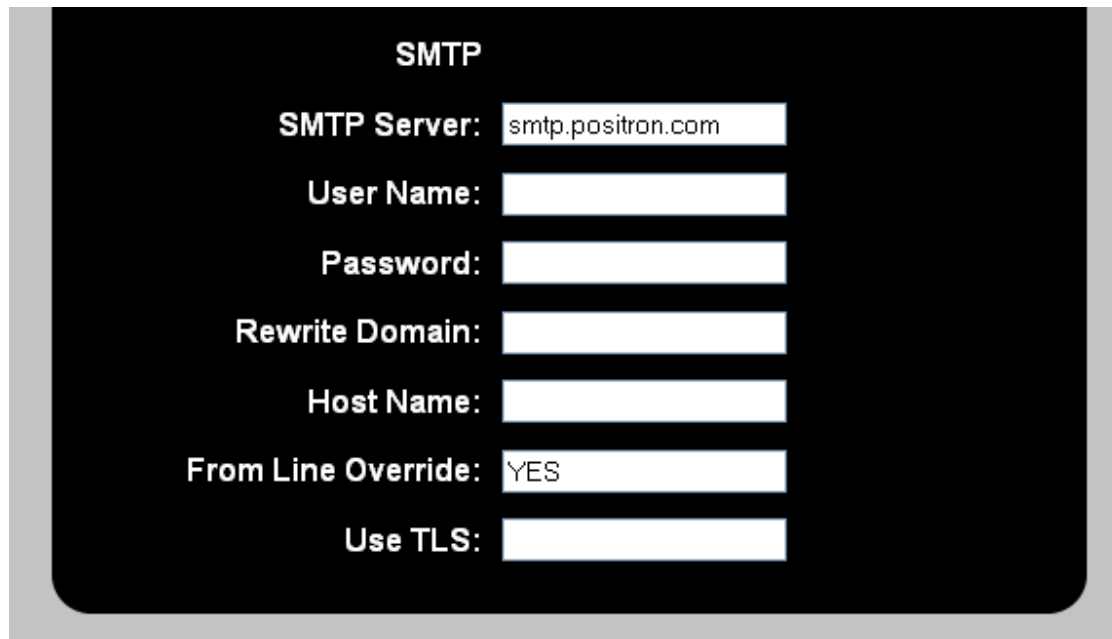 SMTP
SMTP Server: smtp.positron.com
User Name:
Password:
Rewrite Domain:
Host Name:
From Line Override: YES
Use TLS: